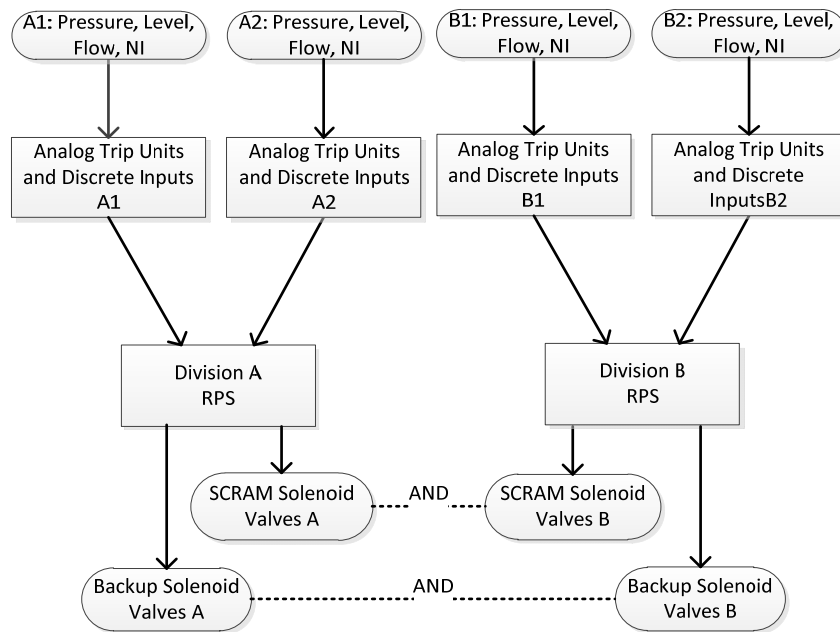 A1: Pressure, Level,
Flow, NI
A2: Pressure, Level,
Flow, NI
B1: Pressure, Level,
Flow, NI
B2: Pressure, Level,
Flow, NI
Analog Trip Units
and Discrete Inputs
A1
Analog Trip Units
and Discrete Inputs
A2
Analog Trip Units
and Discrete Inputs
B1
Analog Trip Units
and Discrete
InputsB2
Division A
RPS
Division B
RPS
SCRAM Solenoid
Valves A
AND
SCRAM Solenoid
Valves B
Backup Solenoid
Valves A
AND
Backup Solenoid
Valves B